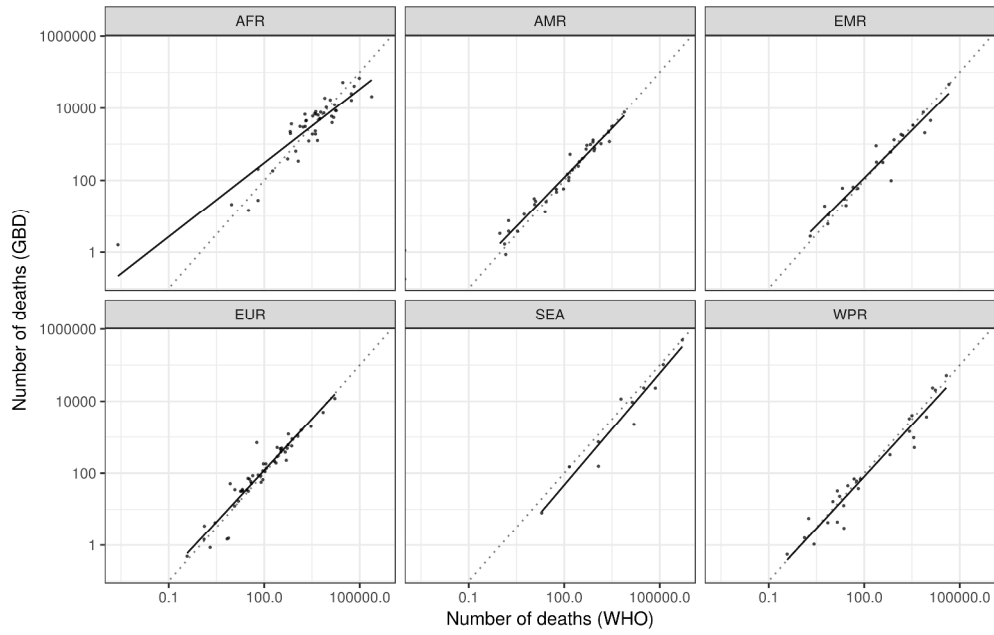 AFR AMR EMR
1000000
10000
100
1
EUR SEA WPR
1000000
10000
100
1
0.1 100.0 100000.0 0.1 100.0 100000.0 0.1 100.0 100000.0
Number of deaths (WHO)
Number of deaths (GBD)